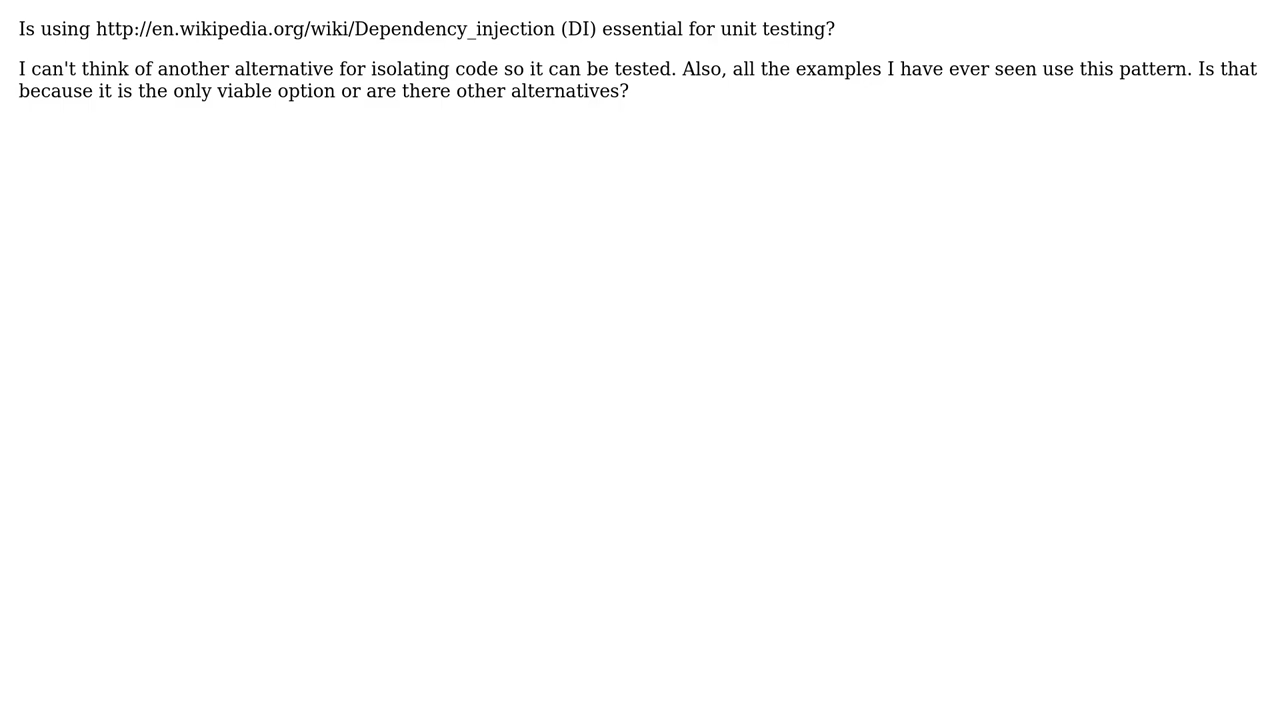 Is using http://en.wikipedia.org/wiki/Dependency_injection (DI) essential for unit testing?
I can't think of another alternative for isolating code so it can be tested. Also, all the examples I have ever seen use this pattern. Is that
because it is the only viable option or are there other alternatives?